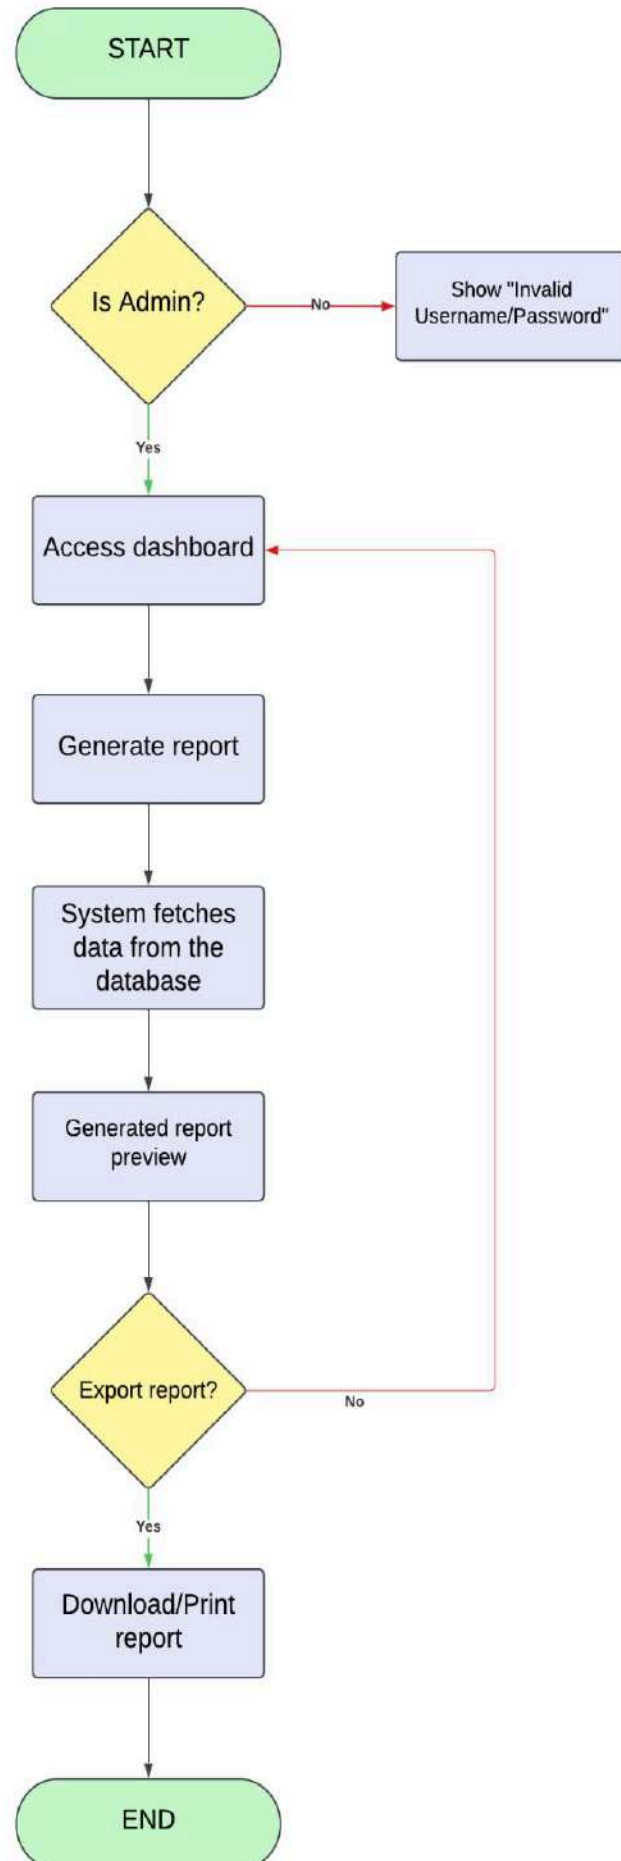 START
Is Admin?
No
Show "Invalid
Username/Password"
Yes
Access dashboard
Generate report
System fetches
data from the
database
Generated report
preview
Export report?
No
Yes
Download/Print
report
END